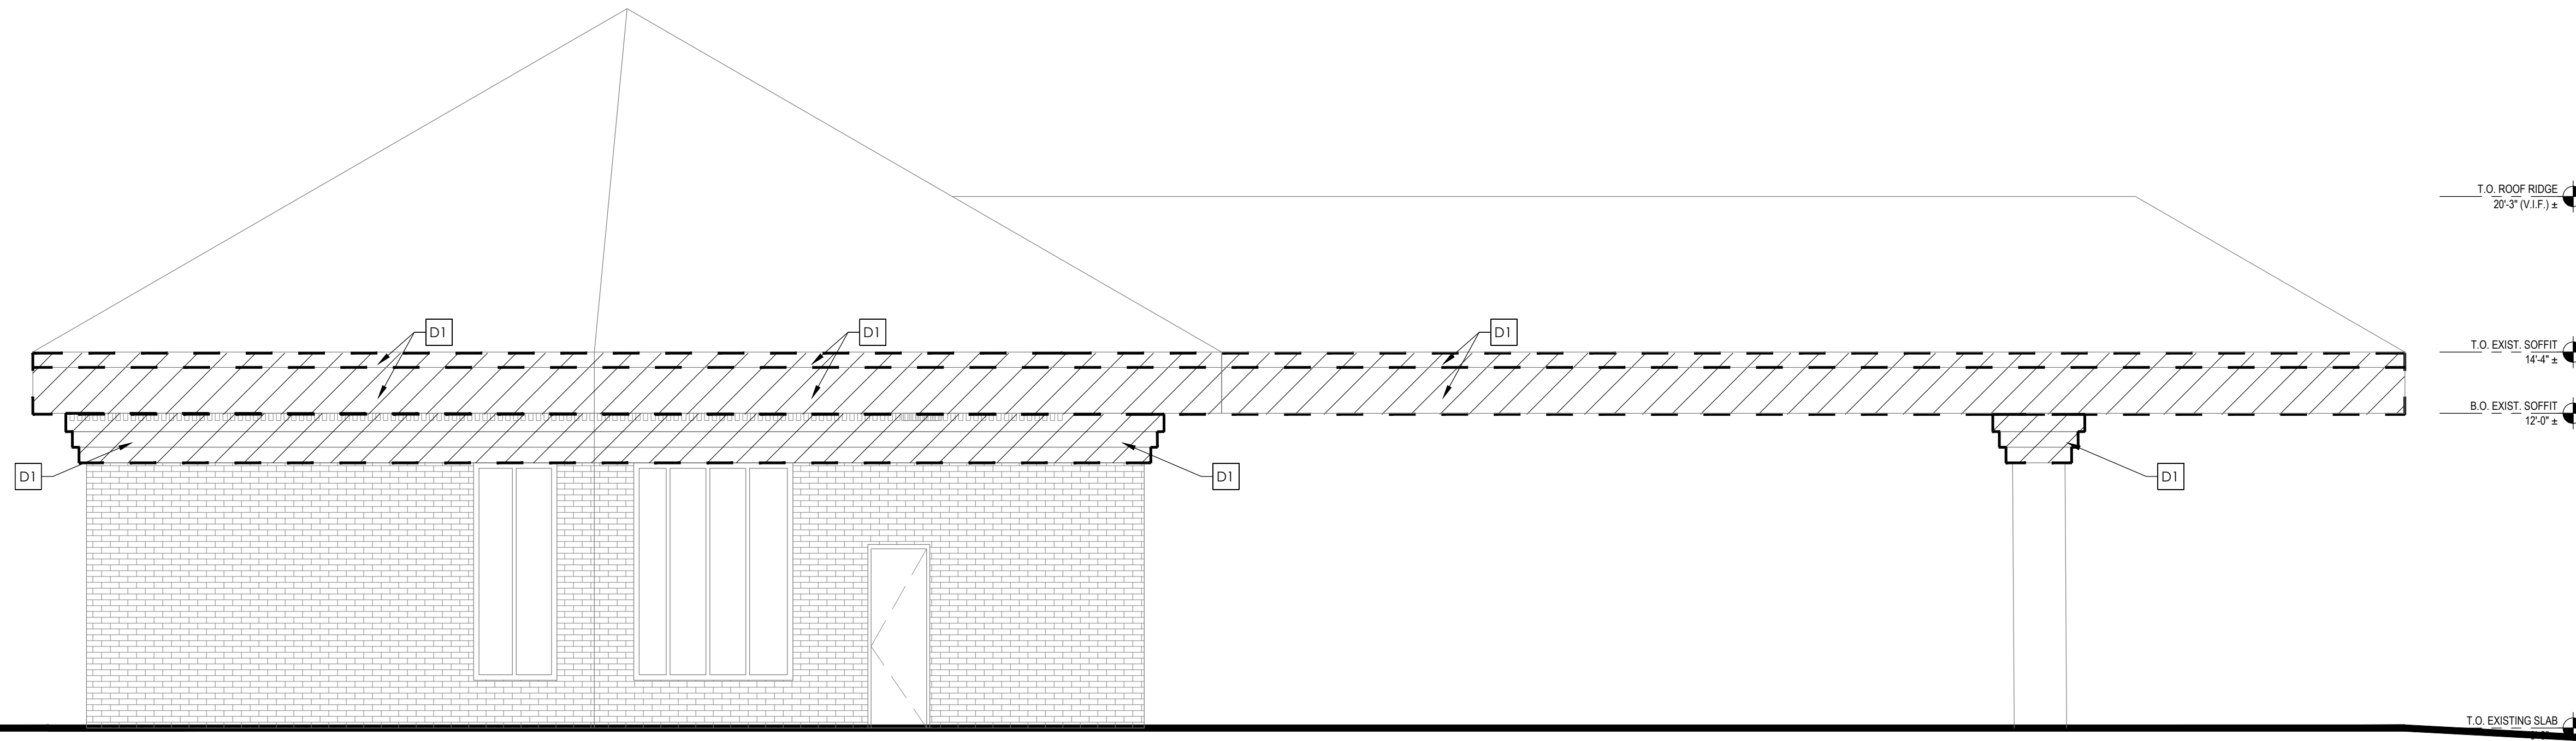 T.O. ROOF RIDGE
20'-3" (V.I.F.) ±
D1
D1
D1
T.O. EXIST. SOFFIT
14'-4" ±
B.O. EXIST. SOFFIT
12'-0" ±
D1
D1
D1
T.O. EXISTING SLAB